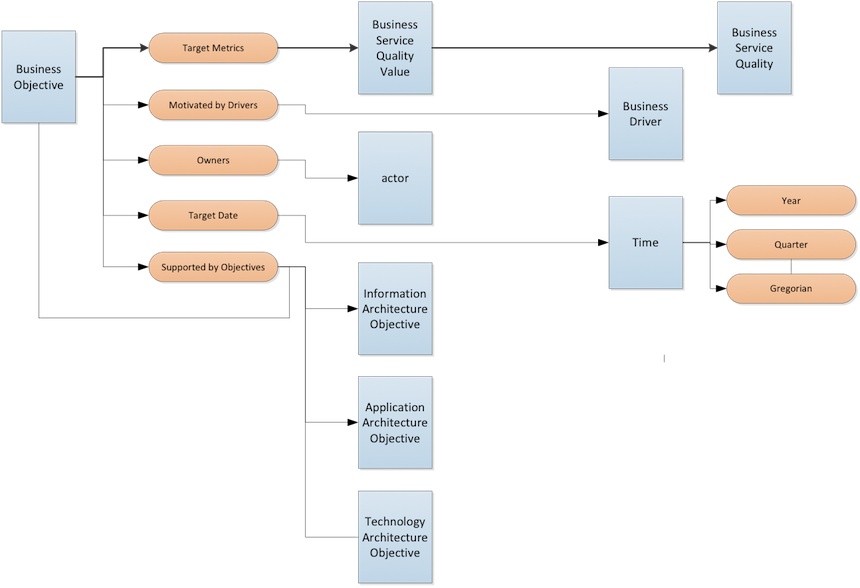 Business
Objective
Target Metrics
Business
Service
Quality
Value
Business
Service
Quality
Motivated by Drivers
Business
Driver
Owners
actor
Target Date
Time
Year
Quarter
Gregorian
Supported by Objectives
Information
Architecture
Objective
Application
Architecture
Objective
Technology
Architecture
Objective